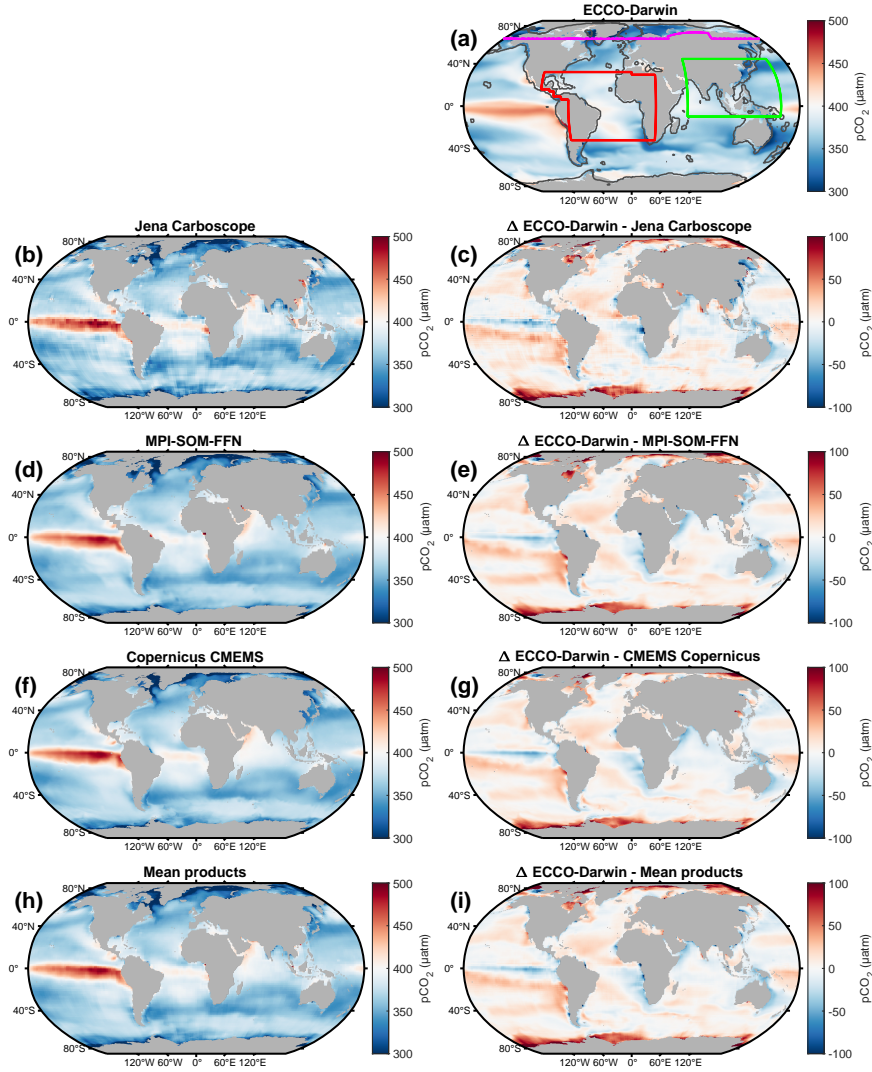 ECCO-Darwin
(a)
80°N
40°N
0°
40°S
80°S
120°W 60°W 0° 60°E 120°E
500
450
400
350
300
pCO2 (µatm)
Jena Carboscope
(b)
80°N
40°N
0°
40°S
80°S
120°W 60°W 0° 60°E 120°E
500
450
400
350
300
pCO2 (µatm)
Δ ECCO-Darwin - Jena Carboscope
(c)
80°N
40°N
0°
40°S
80°S
120°W 60°W 0° 60°E 120°E
100
50
0
-50
-100
pCO2 (µatm)
MPI-SOM-FFN
(d)
80°N
40°N
0°
40°S
80°S
120°W 60°W 0° 60°E 120°E
500
450
400
350
300
pCO2 (µatm)
Δ ECCO-Darwin - MPI-SOM-FFN
(e)
80°N
40°N
0°
40°S
80°S
120°W 60°W 0° 60°E 120°E
100
50
0
-50
-100
pCO2 (µatm)
Copernicus CMEMS
(f)
80°N
40°N
0°
40°S
80°S
120°W 60°W 0° 60°E 120°E
500
450
400
350
300
pCO2 (µatm)
Δ ECCO-Darwin - CMEMS Copernicus
(g)
80°N
40°N
0°
40°S
80°S
120°W 60°W 0° 60°E 120°E
100
50
0
-50
-100
pCO2 (µatm)
Mean products
(h)
80°N
40°N
0°
40°S
80°S
120°W 60°W 0° 60°E 120°E
500
450
400
350
300
pCO2 (µatm)
Δ ECCO-Darwin - Mean products
(i)
80°N
40°N
0°
40°S
80°S
120°W 60°W 0° 60°E 120°E
100
50
0
-50
-100
pCO2 (µatm)